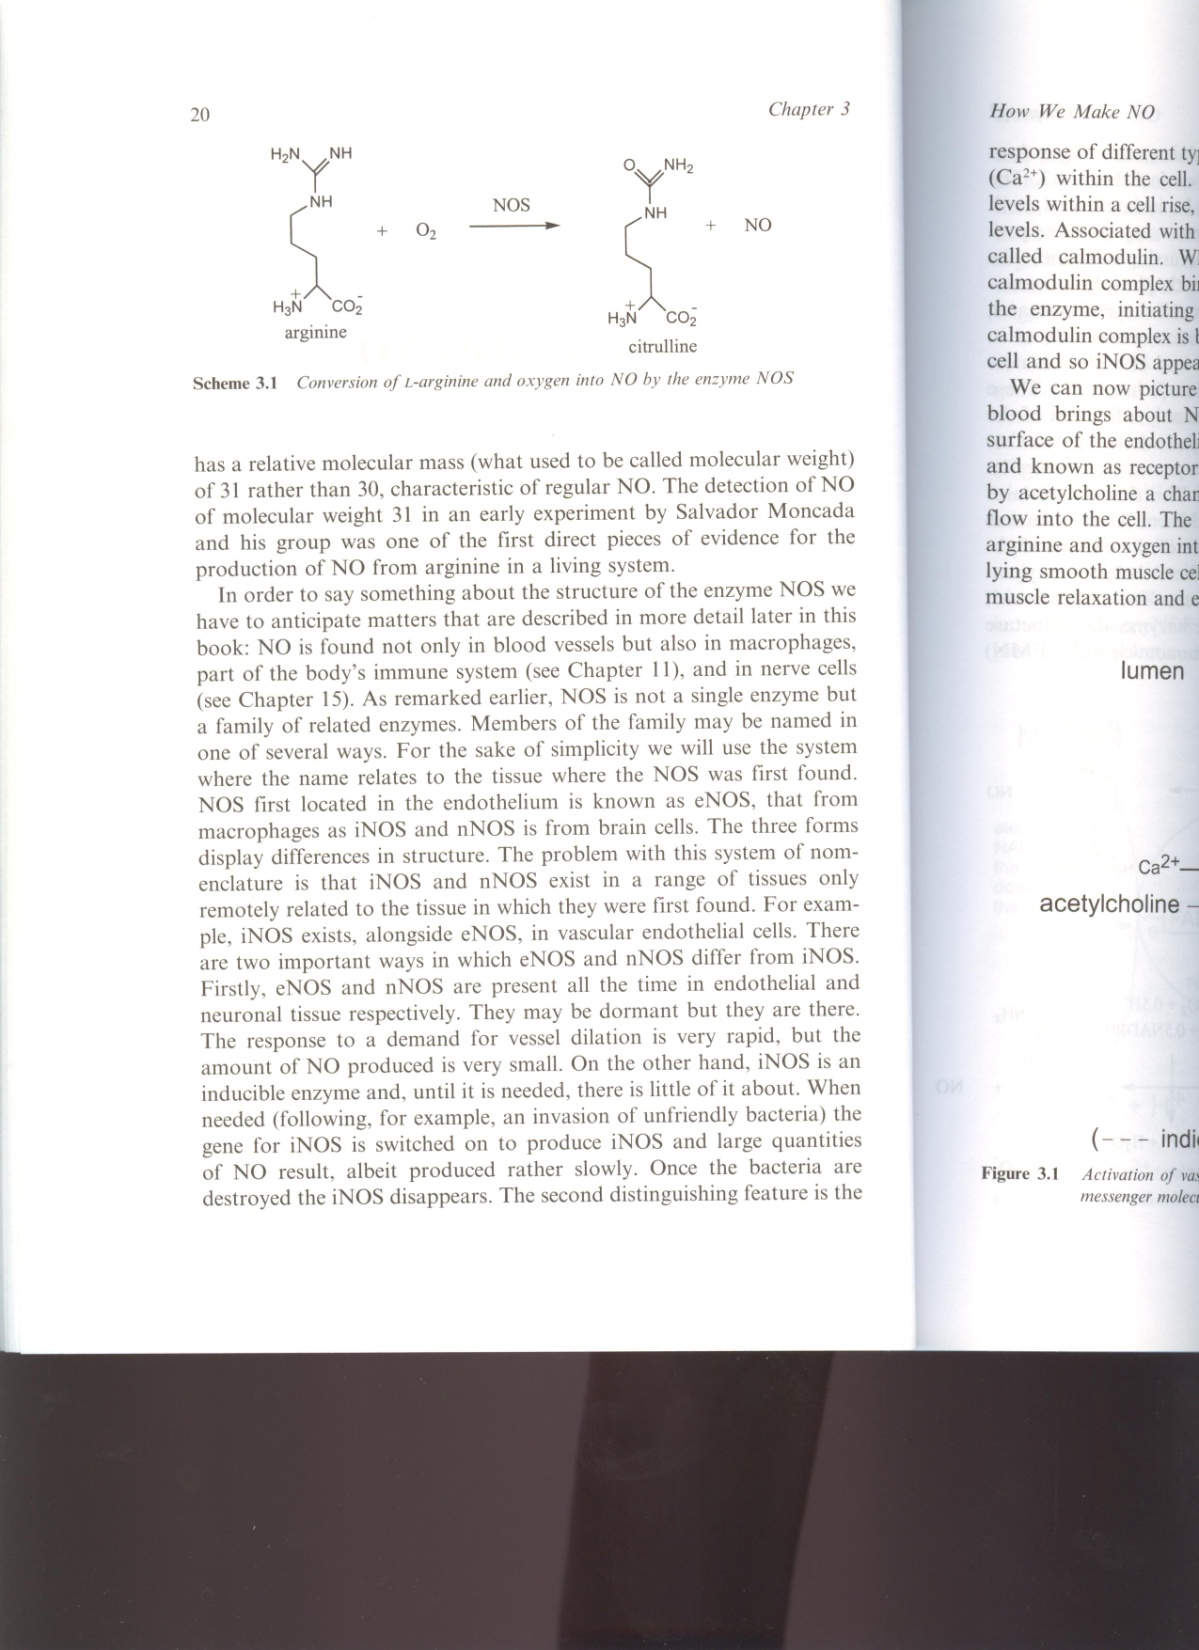 20
Chapter 3
H₂N
NH
NH
+
O₂
NOS
O
NH₂
NH
+
NO
H₃N⁺
CO₂⁻
arginine
H₃N⁺
CO₂⁻
citrulline
Scheme 3.1 Conversion of L-arginine and oxygen into NO by the enzyme NOS
has a relative molecular mass (what used to be called molecular weight)
of 31 rather than 30, characteristic of regular NO. The detection of NO
of molecular weight 31 in an early experiment by Salvador Moncada
and his group was one of the first direct pieces of evidence for the
production of NO from arginine in a living system.
In order to say something about the structure of the enzyme NOS we
have to anticipate matters that are described in more detail later in this
book: NO is found not only in blood vessels but also in macrophages,
part of the body's immune system (see Chapter 11), and in nerve cells
(see Chapter 15). As remarked earlier, NOS is not a single enzyme but
a family of related enzymes. Members of the family may be named in
one of several ways. For the sake of simplicity we will use the system
where the name relates to the tissue where the NOS was first found.
NOS first located in the endothelium is known as eNOS, that from
macrophages as iNOS and nNOS is from brain cells. The three forms
display differences in structure. The problem with this system of nom-
enclature is that iNOS and nNOS exist in a range of tissues only
remotely related to the tissue in which they were first found. For exam-
ple, iNOS exists, alongside eNOS, in vascular endothelial cells. There
are two important ways in which eNOS and nNOS differ from iNOS.
Firstly, eNOS and nNOS are present all the time in endothelial and
neuronal tissue respectively. They may be dormant but they are there.
The response to a demand for vessel dilation is very rapid, but the
amount of NO produced is very small. On the other hand, iNOS is an
inducible enzyme and, until it is needed, there is little of it about. When
needed (following, for example, an invasion of unfriendly bacteria) the
gene for iNOS is switched on to produce iNOS and large quantities
of NO result, albeit produced rather slowly. Once the bacteria are
destroyed the iNOS disappears. The second distinguishing feature is the
How We Make NO
response of different
(Ca²⁺) within the cell.
levels within a cell rise,
levels. Associated with
called calmodulin.
calmodulin complex
the enzyme, initiating
calmodulin complex is
cell and so iNOS
We can now picture
blood brings about
surface of the
and known as
by acetylcholine a
flow into the cell. The
arginine and oxygen
lying smooth muscle
muscle relaxation and
lumen
Ca²⁺
acetylcholine
(---
Figure 3.1 Activation of
messenger